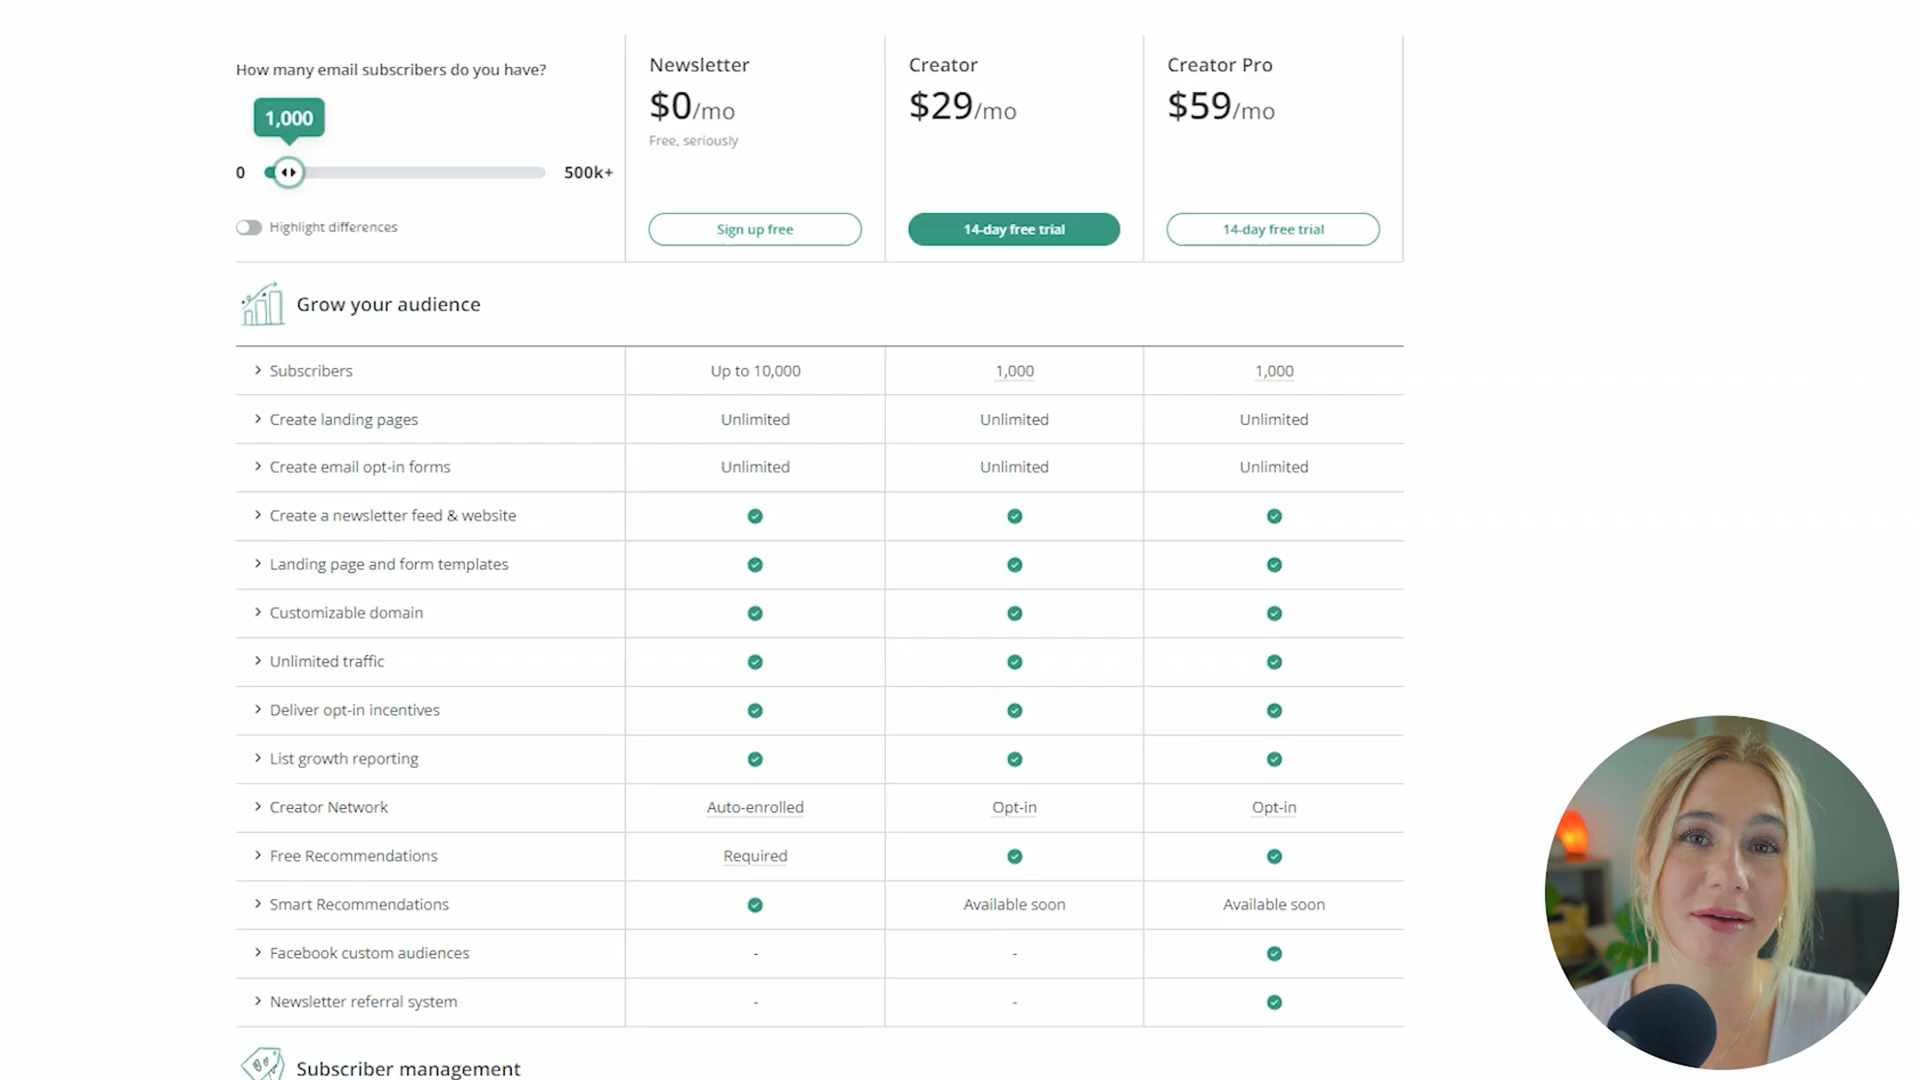 How many email subscribers do you have?
1,000
0
500k+
Highlight differences
Newsletter
$0/mo
Free, seriously
Sign up free
Creator
$29/mo
14-day free trial
Creator Pro
$59/mo
14-day free trial
Grow your audience
Subscribers Up to 10,000 1,000 1,000
Create landing pages Unlimited Unlimited Unlimited
Create email opt-in forms Unlimited Unlimited Unlimited
Create a newsletter feed & website
Landing page and form templates
Customizable domain
Unlimited traffic
Deliver opt-in incentives
List growth reporting
Creator Network Auto-enrolled Opt-in Opt-in
Free Recommendations Required
Smart Recommendations Available soon Available soon
Facebook custom audiences - -
Newsletter referral system - -
Subscriber management